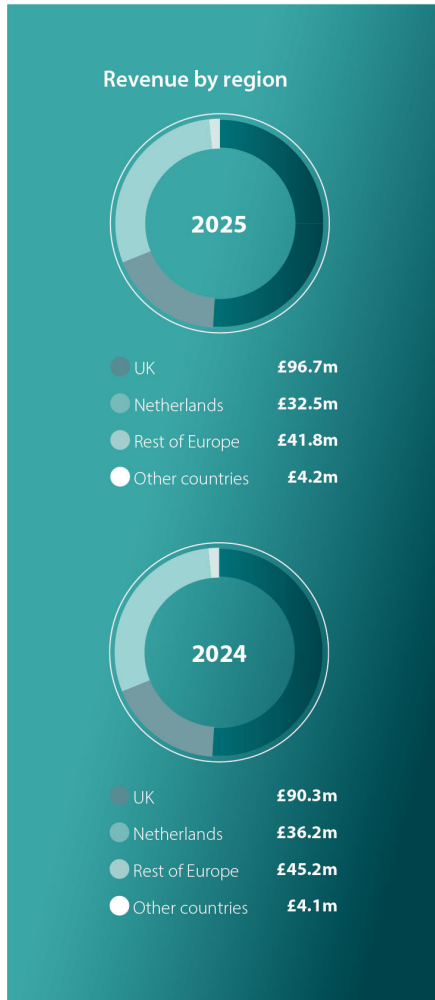 Revenue by region
2025
UK £96.7m
Netherlands £32.5m
Rest of Europe £41.8m
Other countries £4.2m
2024
UK £90.3m
Netherlands £36.2m
Rest of Europe £45.2m
Other countries £4.1m